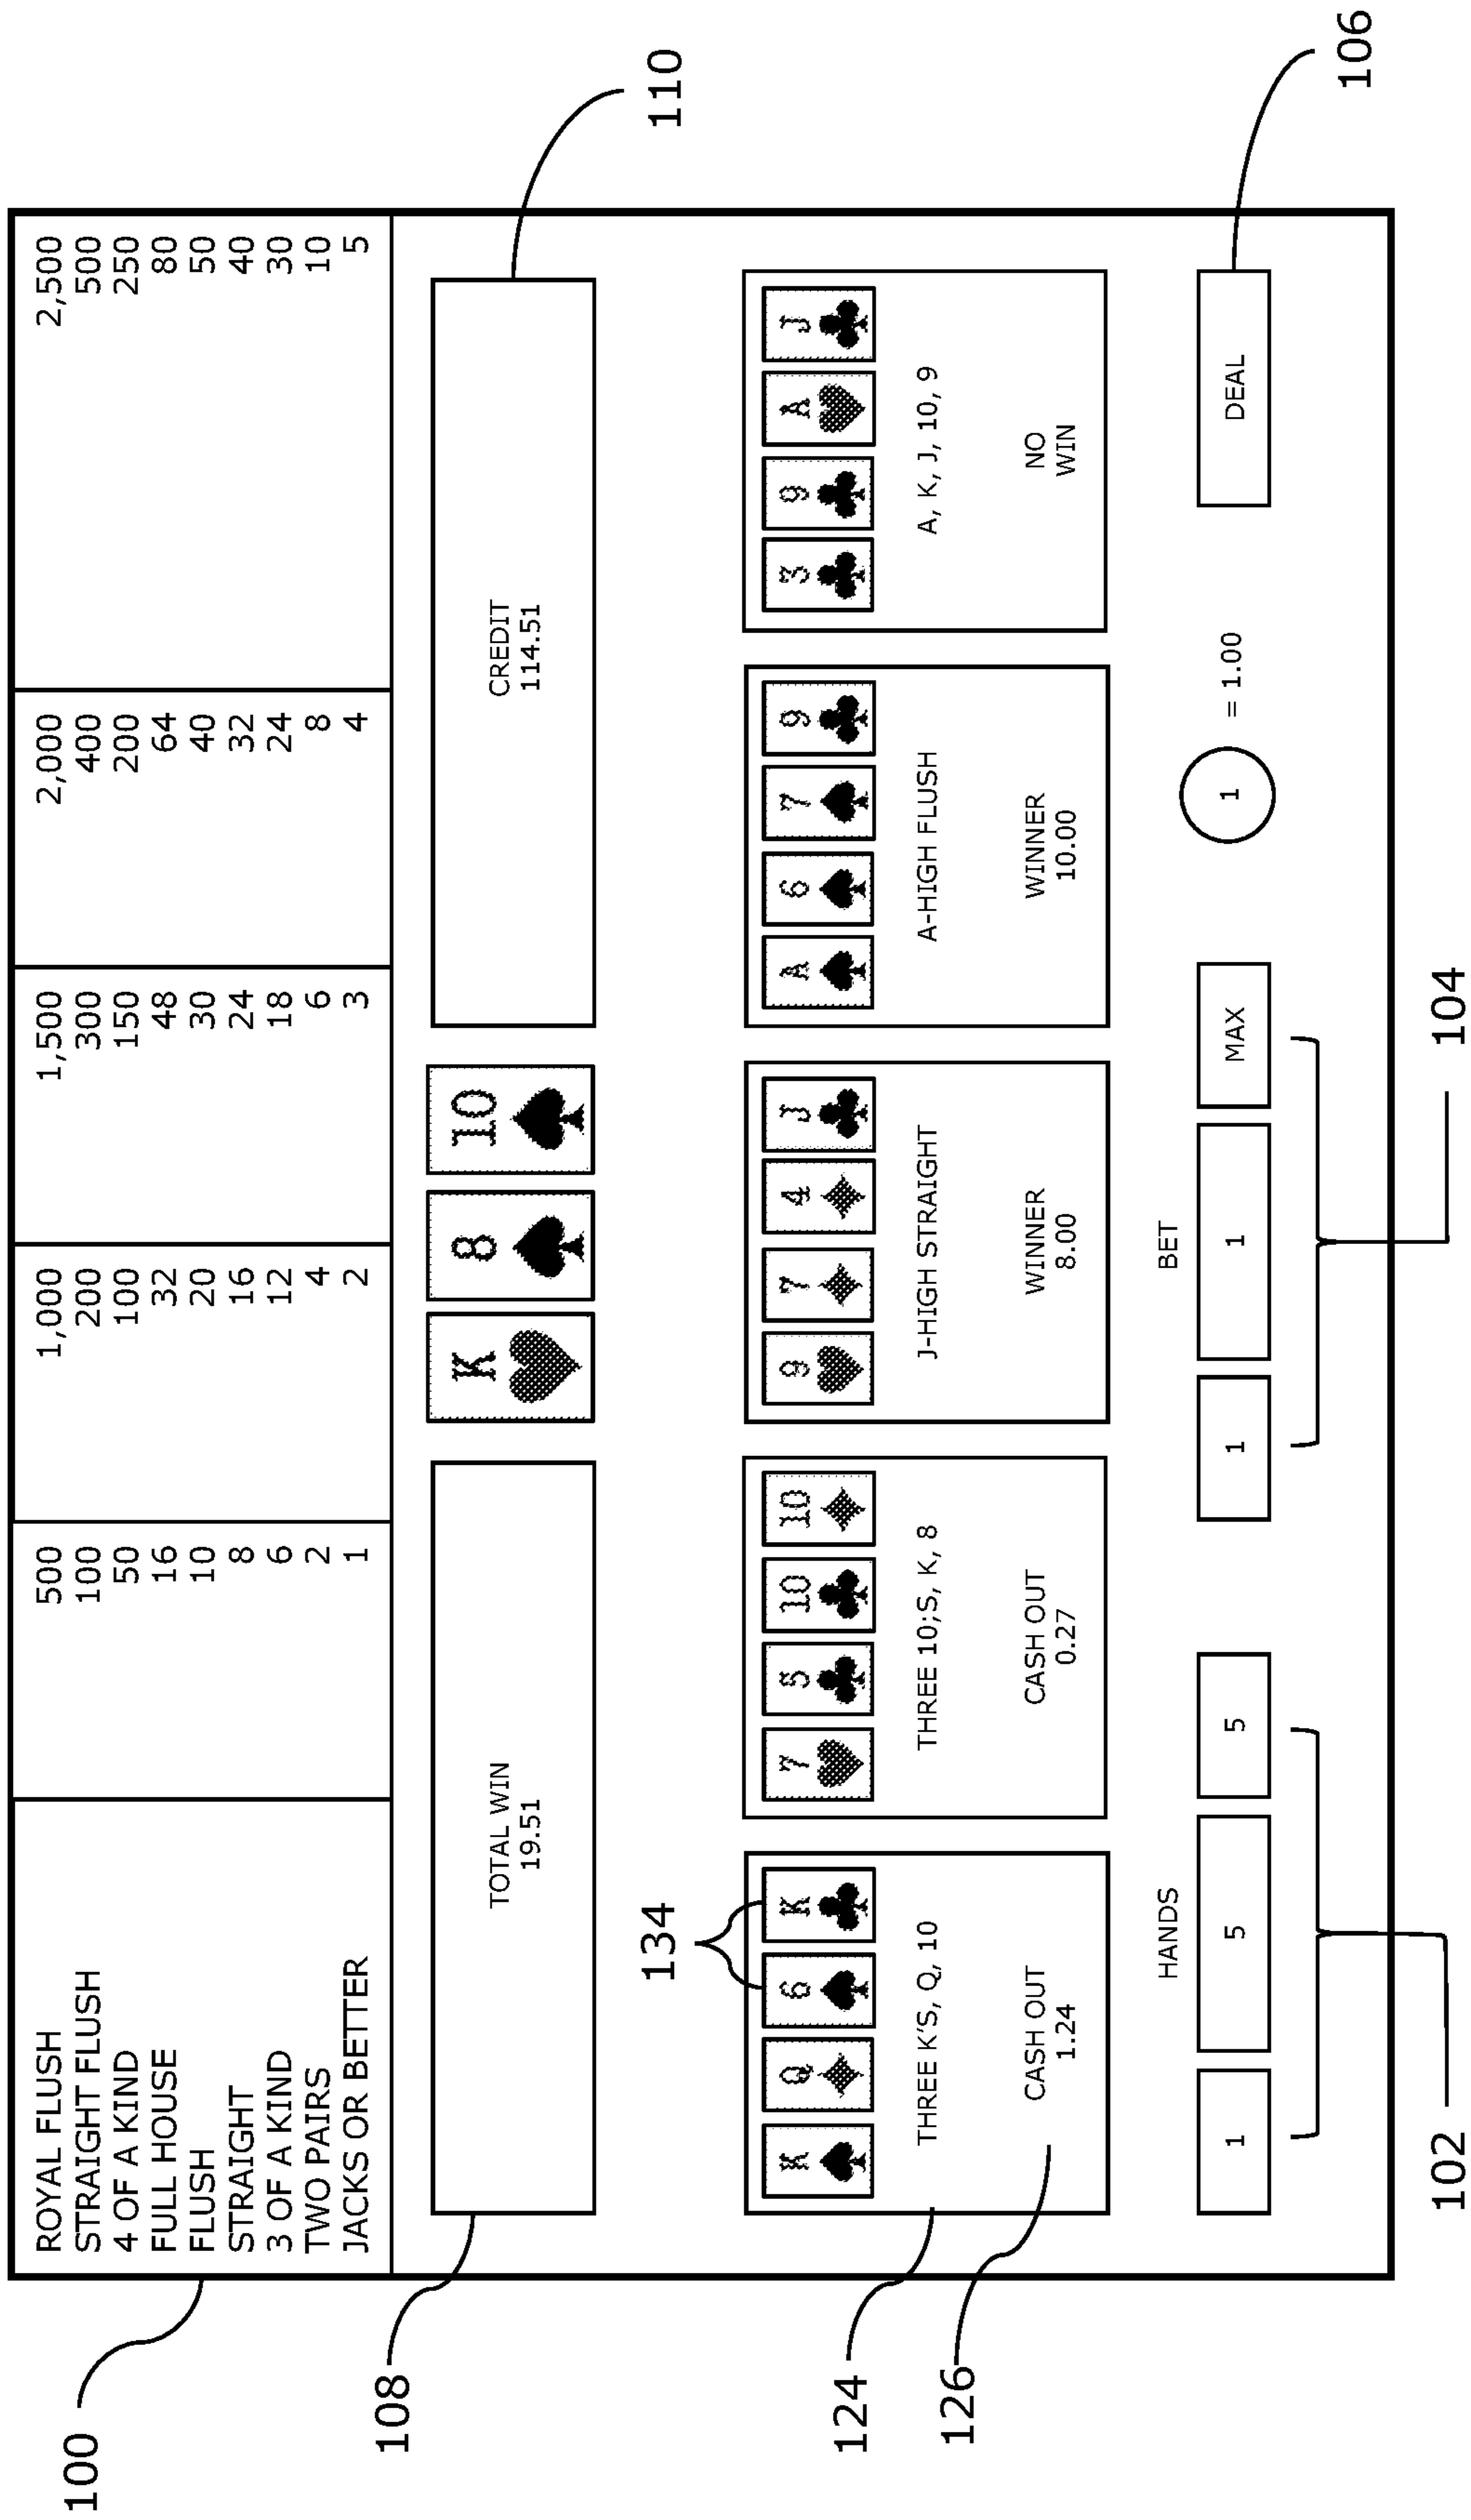 100
ROYAL FLUSH 500 1,000 1,500 2,000 2,500
STRAIGHT FLUSH 100 200 300 400 500
4 OF A KIND 50 100 150 200 250
FULL HOUSE 16 32 48 64 80
FLUSH 10 20 30 40 50
STRAIGHT 8 16 24 32 40
3 OF A KIND 6 12 18 24 30
TWO PAIRS 2 4 6 8 10
JACKS OR BETTER 1 2 3 4 5
108
TOTAL WIN
19.51
K 8 10
CREDIT
114.51
110
134
K Q 6 K
THREE K'S, Q, 10
CASH OUT
1.24
124
126
7 5 10 10
THREE 10;S, K, 8
CASH OUT
0.27
9 7 4 J
J-HIGH STRAIGHT
WINNER
8.00
A 6 7 9
A-HIGH FLUSH
WINNER
10.00
3 9 A J
A, K, J, 10, 9
NO
WIN
HANDS
1 5 5
BET
1 1 MAX
1 = 1.00
DEAL
102
104
106